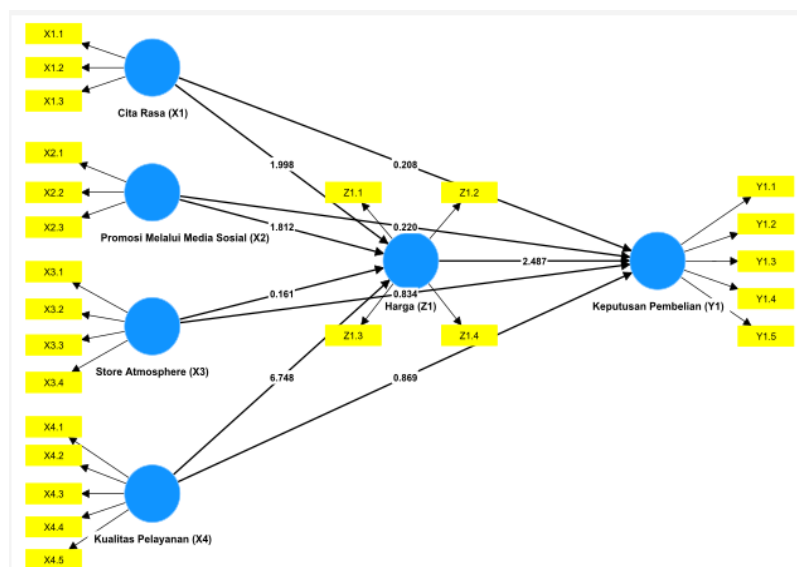 X1.1
X1.2
X1.3
Cita Rasa (X1)
0.208
1.998
X2.1
X2.2
X2.3
Promosi Melalui Media Sosial (X2)
1.812
Z1.1
Z1.2
0.220
Y1.1
Y1.2
Y1.3
Y1.4
Y1.5
2.487
Keputusan Pembelian (Y1)
X3.1
X3.2
X3.3
X3.4
Store Atmosphere (X3)
0.161
0.834
Harga (Z1)
Z1.3
Z1.4
6.748
0.869
X4.1
X4.2
X4.3
X4.4
X4.5
Kualitas Pelayanan (X4)